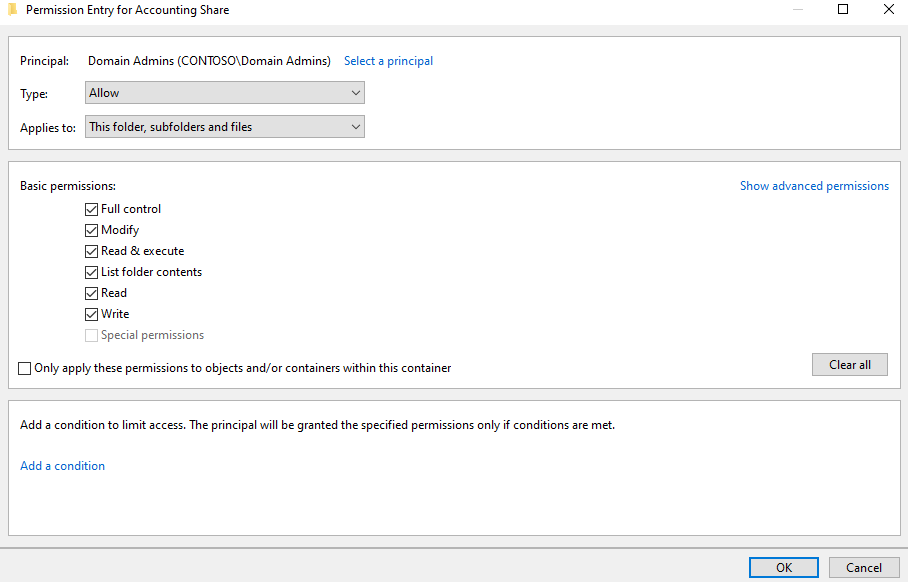 Permission Entry for Accounting Share
Principal: Domain Admins (CONTOSO\Domain Admins) Select a principal
Type: Allow
Applies to: This folder, subfolders and files
Basic permissions: Show advanced permissions
Full control
Modify
Read & execute
List folder contents
Read
Write
Special permissions
Only apply these permissions to objects and/or containers within this container Clear all
Add a condition to limit access. The principal will be granted the specified permissions only if conditions are met.
Add a condition
OK Cancel